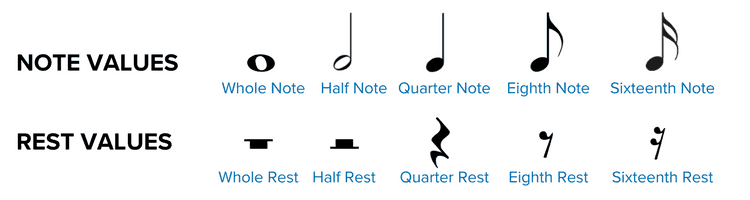 NOTE VALUES
Whole Note Half Note Quarter Note Eighth Note Sixteenth Note
REST VALUES
Whole Rest Half Rest Quarter Rest Eighth Rest Sixteenth Rest